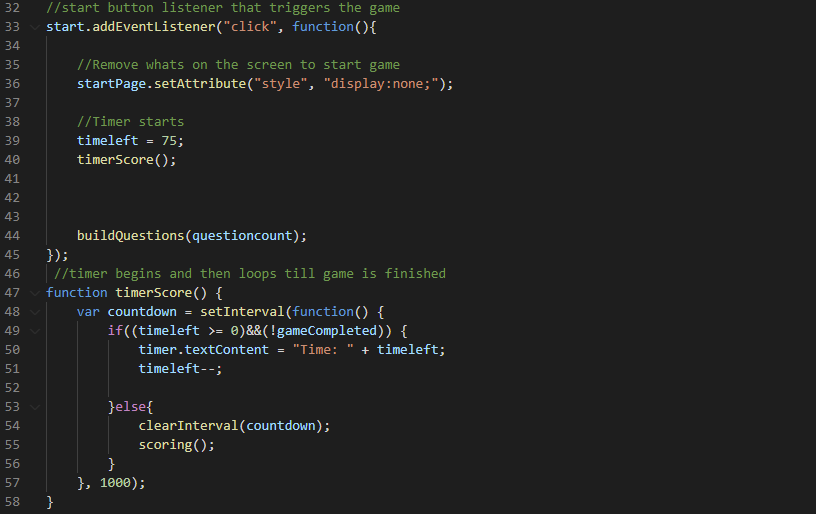 32 //start button listener that triggers the game
33 start.addEventListener("click", function(){
34
35 //Remove whats on the screen to start game
36 startPage.setAttribute("style", "display:none;");
37
38 //Timer starts
39 timeleft = 75;
40 timerScore();
41
42
43
44 buildQuestions(questioncount);
45 });
46 //timer begins and then loops till game is finished
47 function timerScore() {
48 var countdown = setInterval(function() {
49 if((timeleft >= 0)&&(!gameCompleted)) {
50 timer.textContent = "Time: " + timeleft;
51 timeleft--;
52
53 }else{
54 clearInterval(countdown);
55 scoring();
56 }
57 }, 1000);
58 }